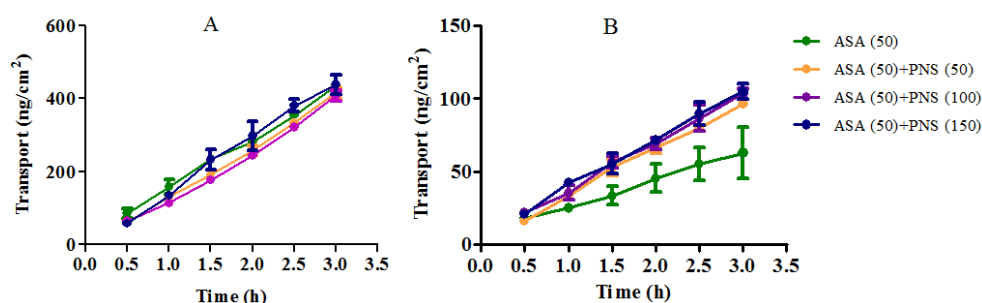 A
B
600
400
200
0
Transport (ng/cm²)
0.0 0.5 1.0 1.5 2.0 2.5 3.0 3.5
Time (h)
150
100
50
0
Transport (ng/cm²)
0.0 0.5 1.0 1.5 2.0 2.5 3.0 3.5
Time (h)
ASA (50)
ASA (50)+PNS (50)
ASA (50)+PNS (100)
ASA (50)+PNS (150)